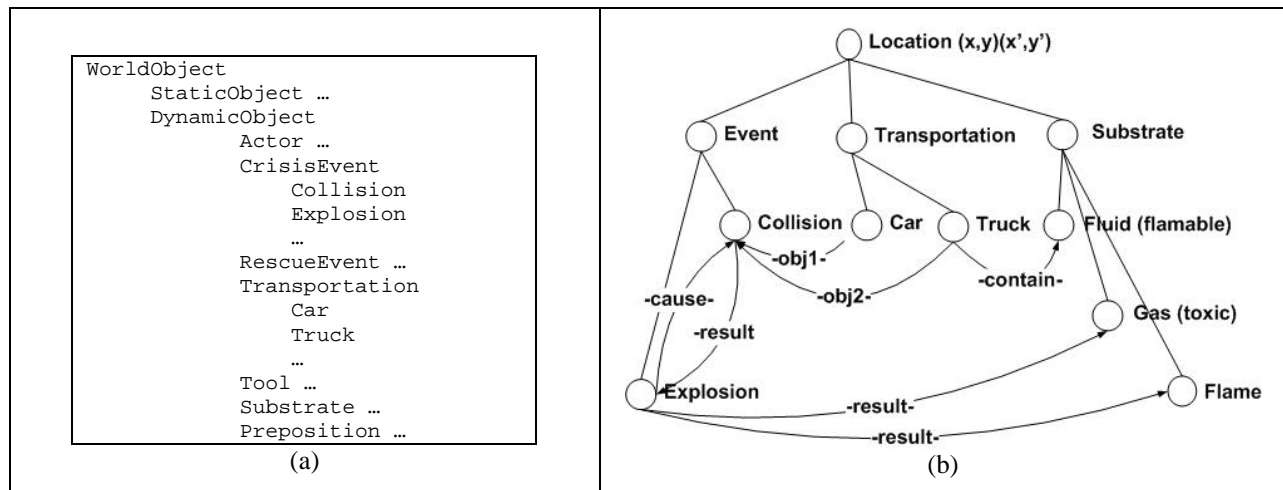 WorldObject
StaticObject …
DynamicObject
Actor …
CrisisEvent
Collision
Explosion
…
RescueEvent …
Transportation
Car
Truck
…
Tool …
Substrate …
Preposition …
(a)
Location (x,y)(x’,y’)
Event
Transportation
Substrate
Collision
Car
Truck
Fluid (flamable)
-obj1-
-obj2-
-contain-
-cause-
-result
Gas (toxic)
Explosion
Flame
-result-
-result-
(b)